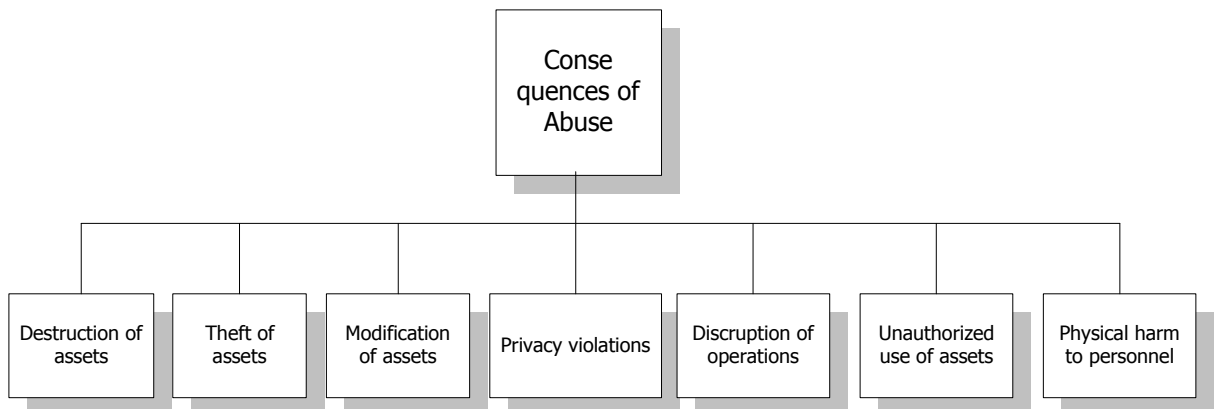 Conse
quences of
Abuse
Destruction of
assets
Theft of
assets
Modification
of assets
Privacy violations
Discruption of
operations
Unauthorized
use of assets
Physical harm
to personnel